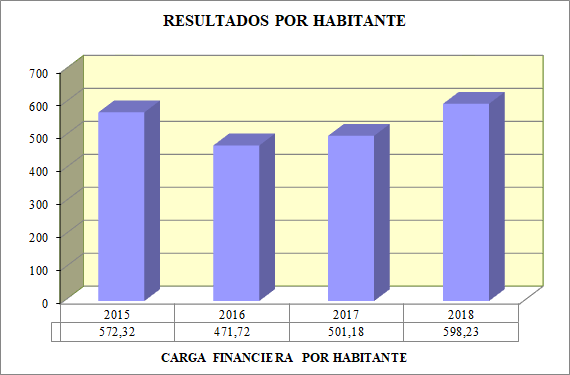 RESULTADOS POR HABITANTE
700
600
500
400
300
200
100
0
2015 2016 2017 2018
572,32 471,72 501,18 598,23
CARGA FINANCIERA POR HABITANTE